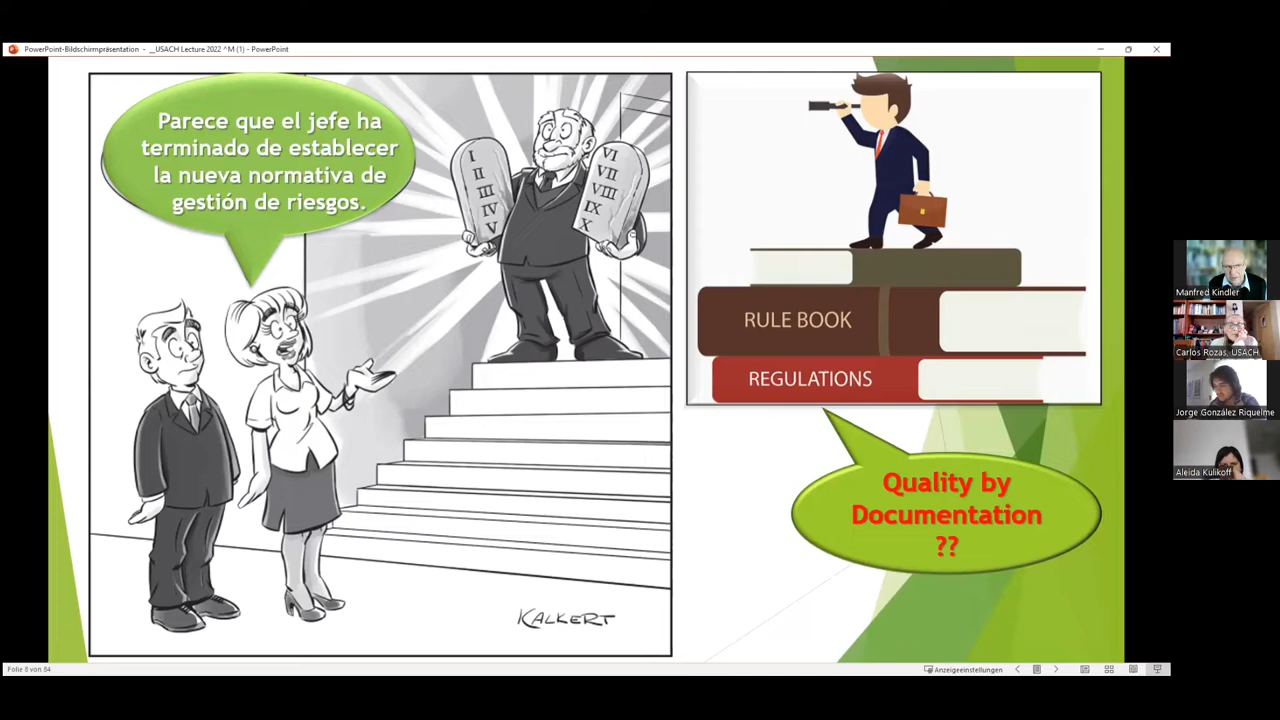 PowerPoint-Bildschirmpräsentation - __USACH Lecture 2022 ^M (1) - PowerPoint
Parece que el jefe ha
terminado de establecer
la nueva normativa de
gestión de riesgos.
I
II
III
IV
V
VI
VII
VIII
IX
X
KALKERT
RULE BOOK
REGULATIONS
Quality by
Documentation
??
Manfred Kindler
Carlos Rozas, USACH
Jorge González Riquelme
Aleida Kulikoff
Folie 8 von 84
Anzeigeeinstellungen